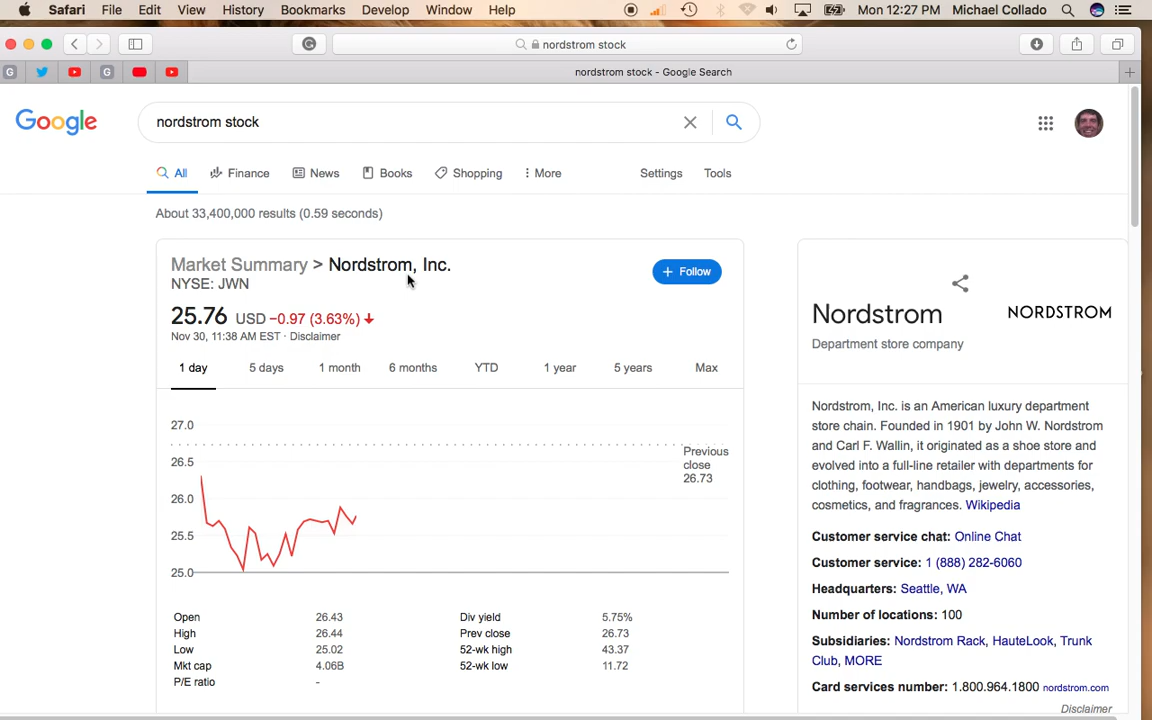 Safari File Edit View History Bookmarks Develop Window Help Mon 12:27 PM Michael Collado
nordstrom stock
G G nordstrom stock - Google Search
Google nordstrom stock
All Finance News Books Shopping More Settings Tools
About 33,400,000 results (0.59 seconds)
Market Summary > Nordstrom, Inc.
NYSE: JWN
+ Follow
25.76 USD −0.97 (3.63%)
Nov 30, 11:38 AM EST · Disclaimer
1 day 5 days 1 month 6 months YTD 1 year 5 years Max
27.0
26.5
26.0
25.5
25.0
Previous
close
26.73
Open 26.43 Div yield 5.75%
High 26.44 Prev close 26.73
Low 25.02 52-wk high 43.37
Mkt cap 4.06B 52-wk low 11.72
P/E ratio -
Nordstrom NORDSTROM
Department store company
Nordstrom, Inc. is an American luxury department
store chain. Founded in 1901 by John W. Nordstrom
and Carl F. Wallin, it originated as a shoe store and
evolved into a full-line retailer with departments for
clothing, footwear, handbags, jewelry, accessories,
cosmetics, and fragrances. Wikipedia
Customer service chat: Online Chat
Customer service: 1 (888) 282-6060
Headquarters: Seattle, WA
Number of locations: 100
Subsidiaries: Nordstrom Rack, HauteLook, Trunk
Club, MORE
Card services number: 1.800.964.1800 nordstrom.com
Disclaimer